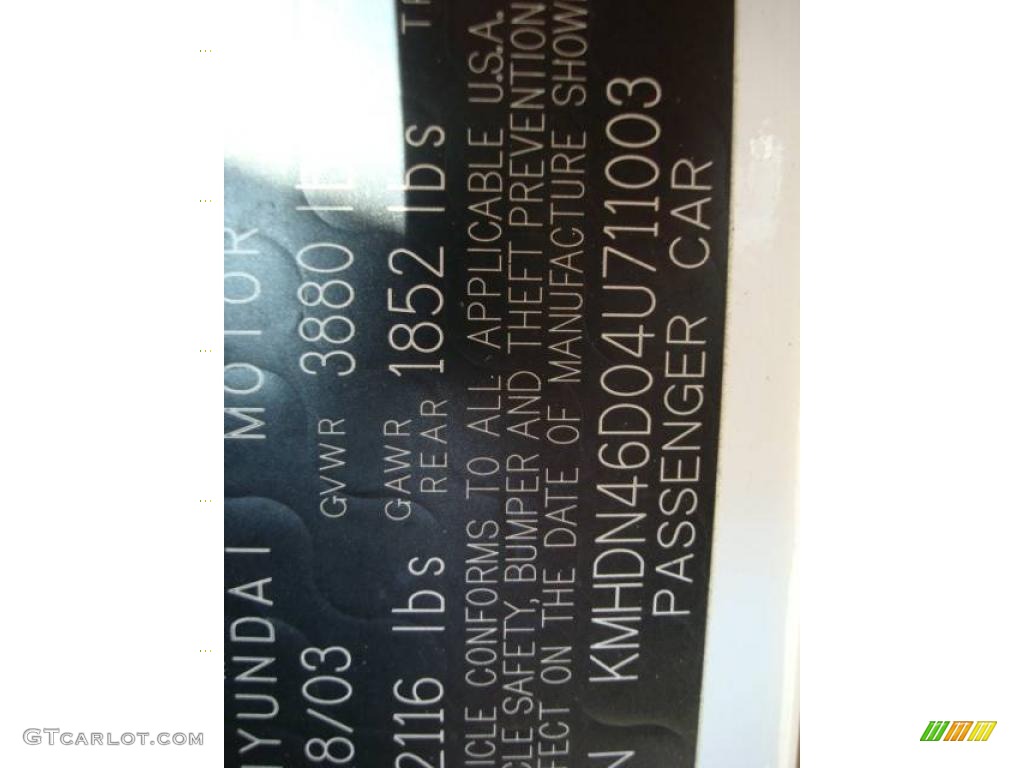 HYUNDAI MOTOR
8/03 GVWR 3880
2116 lbs GAWR REAR 1852 lbs
ICLE CONFORMS TO ALL APPLICABLE U.S.A.
CLE SAFETY, BUMPER AND THEFT PREVENTION
FECT ON THE DATE OF MANUFACTURE SHOWN
N KMHDN46D04U711003
PASSENGER CAR
GTCARLOT.COM